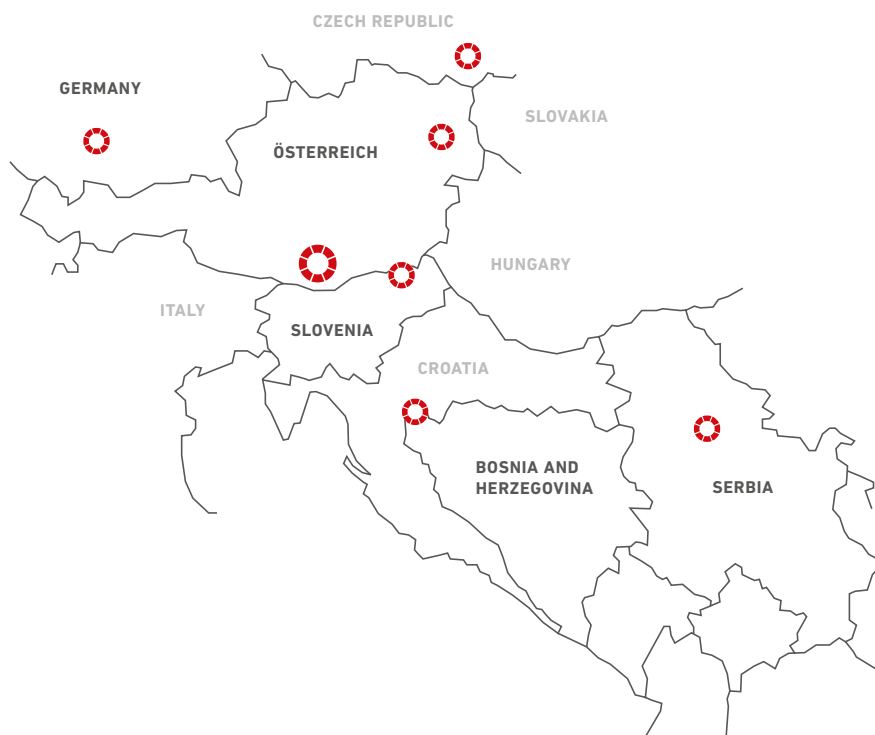 CZECH REPUBLIC
GERMANY
SLOVAKIA
ÖSTERREICH
HUNGARY
ITALY
SLOVENIA
CROATIA
BOSNIA AND
HERZEGOVINA
SERBIA